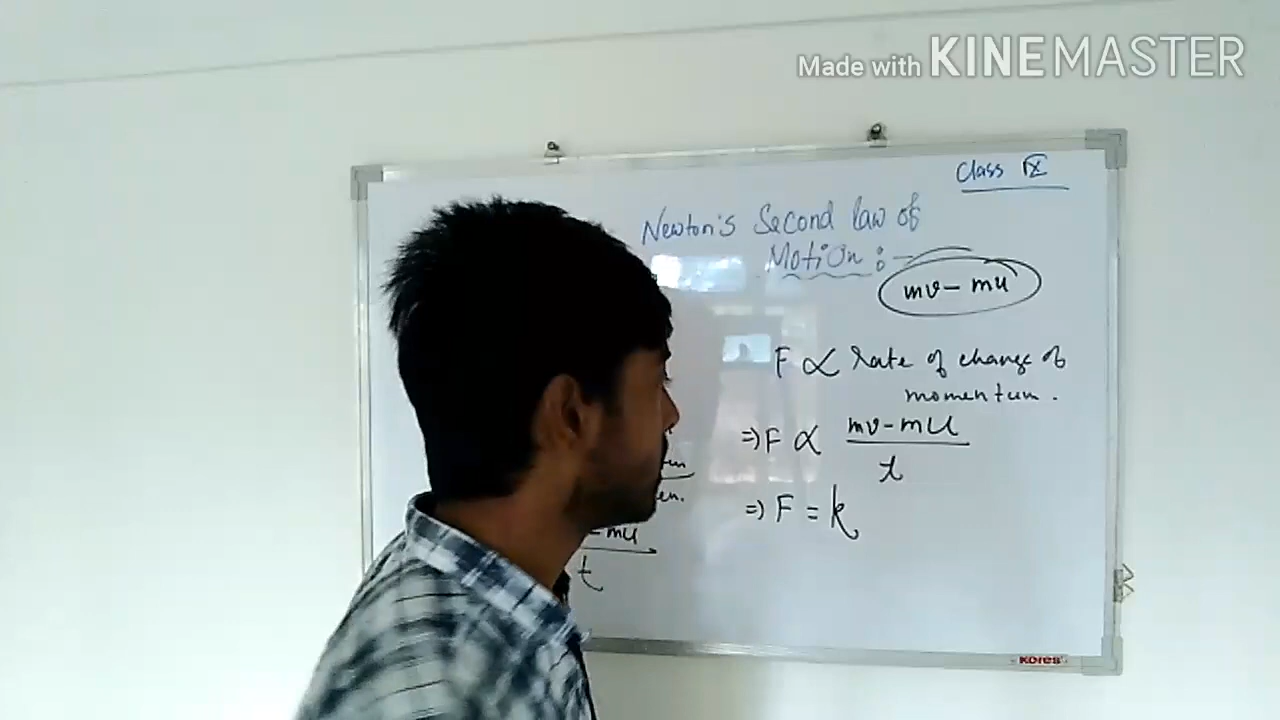 Made with KINEMASTER
Class IX
Newton's Second law of
Motion :-
mv - mu
F ∝ rate of change of
momentum.
=> F ∝ mv - mu
t
=> F = k
mu
t
KORES